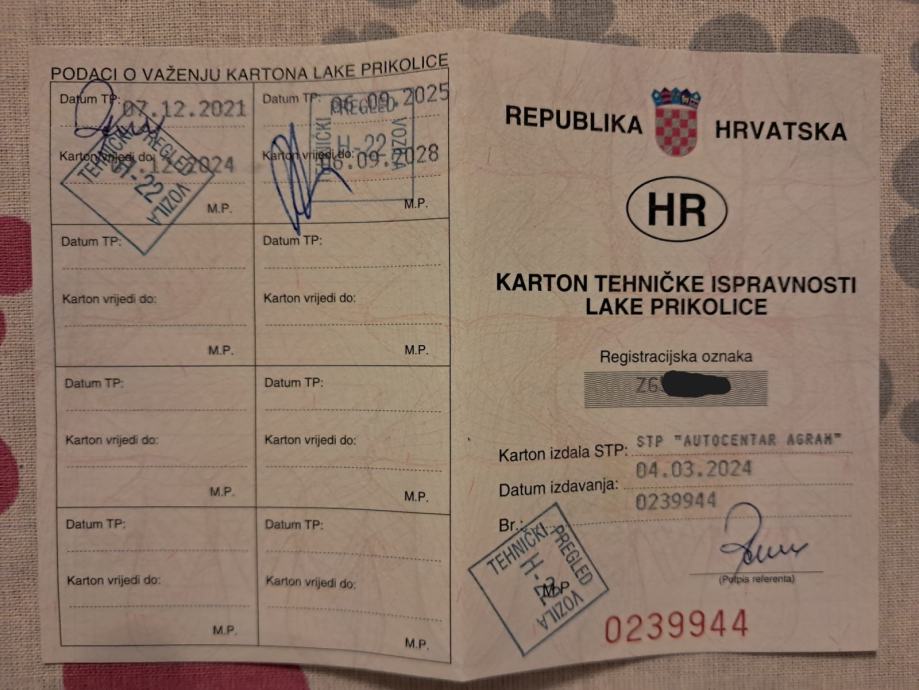 PODACI O VAŽENJU KARTONA LAKE PRIKOLICE
Datum TP: 07.12.2021
Karton vrijedi do: 07.12.2024
TEHNIČKI PREGLED
H-22
VOZILA
M.P.
Datum TP: 06.09.2025
Karton vrijedi do: 06.09.2028
TEHNIČKI PREGLED
H-22
VOZILA
M.P.
Datum TP:
Karton vrijedi do:
M.P.
Datum TP:
Karton vrijedi do:
M.P.
Datum TP:
Karton vrijedi do:
M.P.
Datum TP:
Karton vrijedi do:
M.P.
Datum TP:
Karton vrijedi do:
M.P.
Datum TP:
Karton vrijedi do:
M.P.
REPUBLIKA HRVATSKA
HR
KARTON TEHNIČKE ISPRAVNOSTI
LAKE PRIKOLICE
Registracijska oznaka
ZG
Karton izdala STP: STP "AUTOCENTAR AGRAM"
Datum izdavanja: 04.03.2024
Br.: 0239944
TEHNIČKI PREGLED
VOZILA
M.P.
(Potpis referenta)
0239944